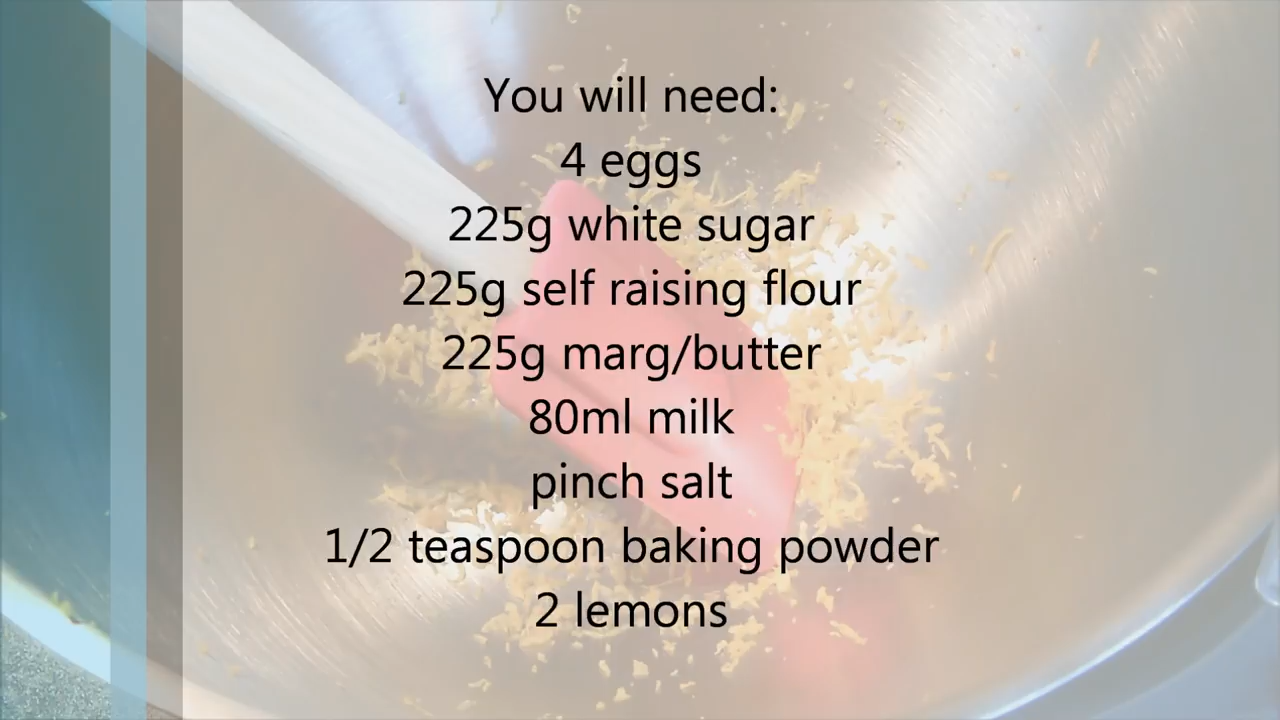 You will need:
4 eggs
225g white sugar
225g self raising flour
225g marg/butter
80ml milk
pinch salt
1/2 teaspoon baking powder
2 lemons